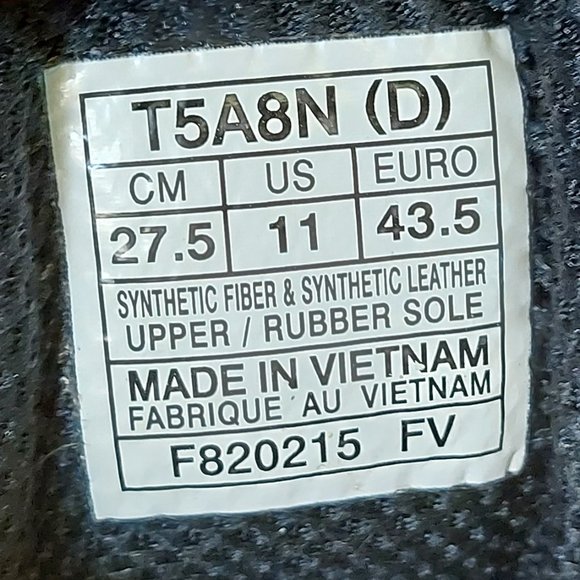 T5A8N (D)
CM US EURO
27.5 11 43.5
SYNTHETIC FIBER & SYNTHETIC LEATHER
UPPER / RUBBER SOLE
MADE IN VIETNAM
FABRIQUE AU VIETNAM
F820215 FV